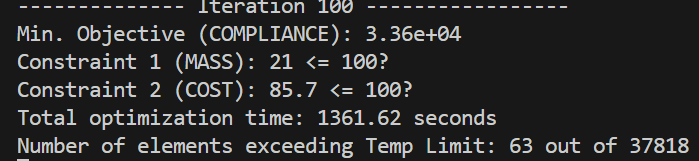 -------------- Iteration 100 -----------------
Min. Objective (COMPLIANCE): 3.36e+04
Constraint 1 (MASS): 21 <= 100?
Constraint 2 (COST): 85.7 <= 100?
Total optimization time: 1361.62 seconds
Number of elements exceeding Temp Limit: 63 out of 37818